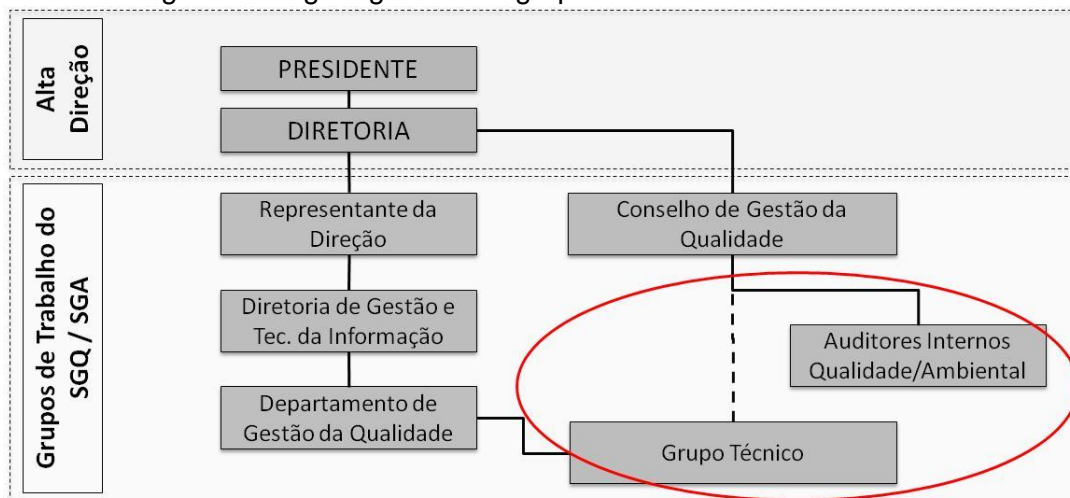 Alta
Direção
PRESIDENTE
DIRETORIA
Grupos de Trabalho do
SGQ / SGA
Representante da
Direção
Conselho de Gestão da
Qualidade
Diretoria de Gestão e
Tec. da Informação
Auditores Internos
Qualidade/Ambiental
Departamento de
Gestão da Qualidade
Grupo Técnico